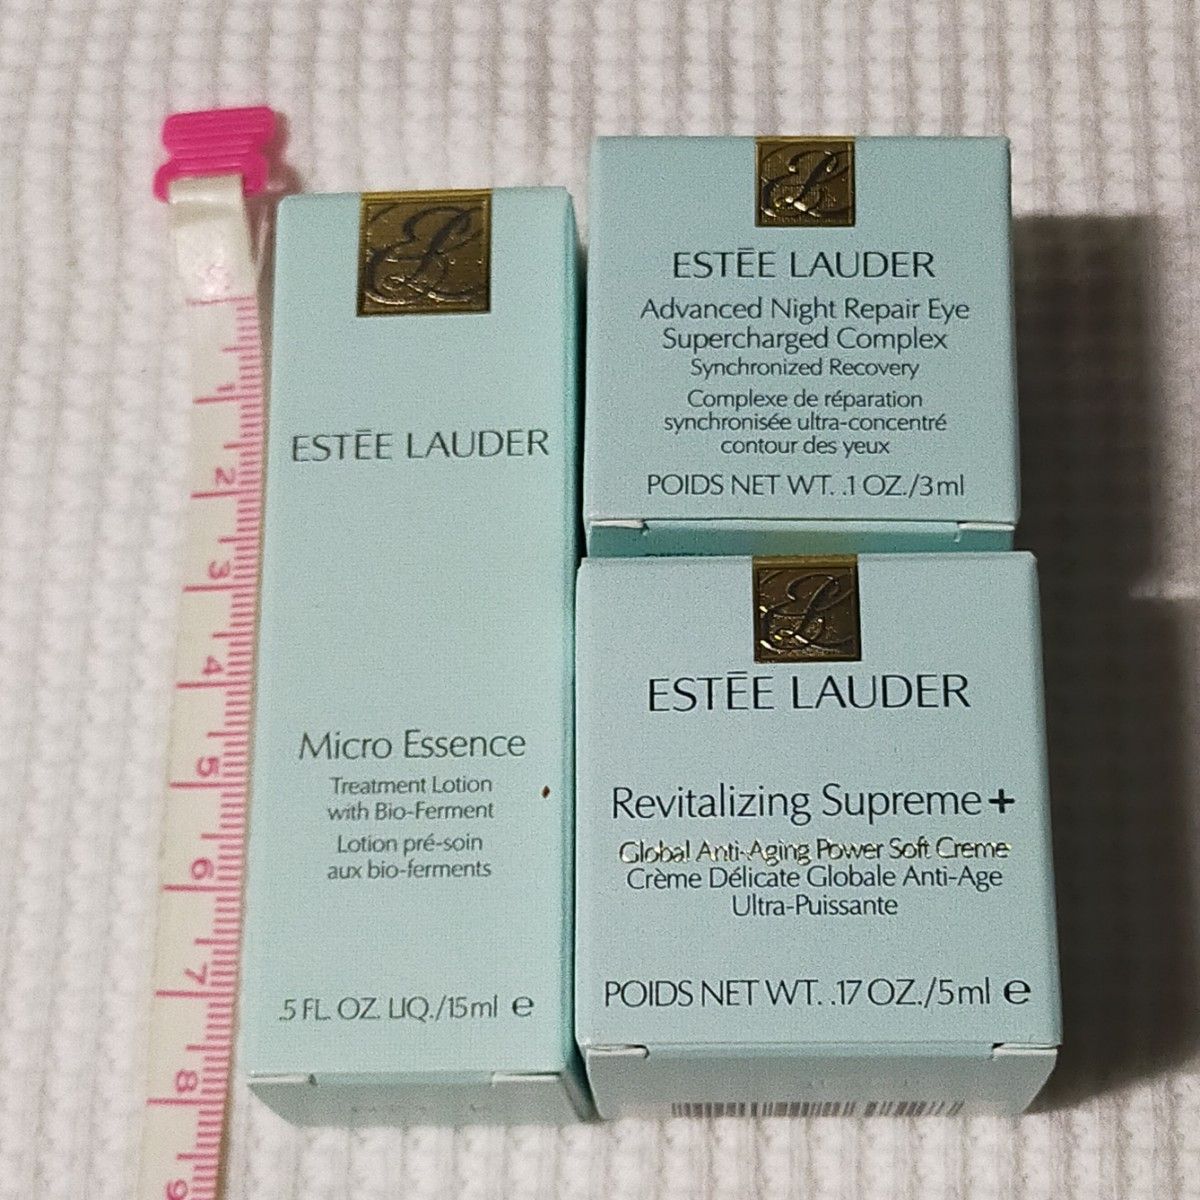 1
2
3
4
5
6
7
8
9
ESTĒE LAUDER
Micro Essence
Treatment Lotion
with Bio-Ferment
Lotion pré-soin
aux bio-ferments
.5 FL. OZ. LIQ./15ml ℮
ESTĒE LAUDER
Advanced Night Repair Eye
Supercharged Complex
Synchronized Recovery
Complexe de réparation
synchronisée ultra-concentré
contour des yeux
POIDS NET WT. .1 OZ./3ml
ESTĒE LAUDER
Revitalizing Supreme+
Global Anti-Aging Power Soft Creme
Crème Délicate Globale Anti-Age
Ultra-Puissante
POIDS NET WT. .17 OZ./5ml ℮